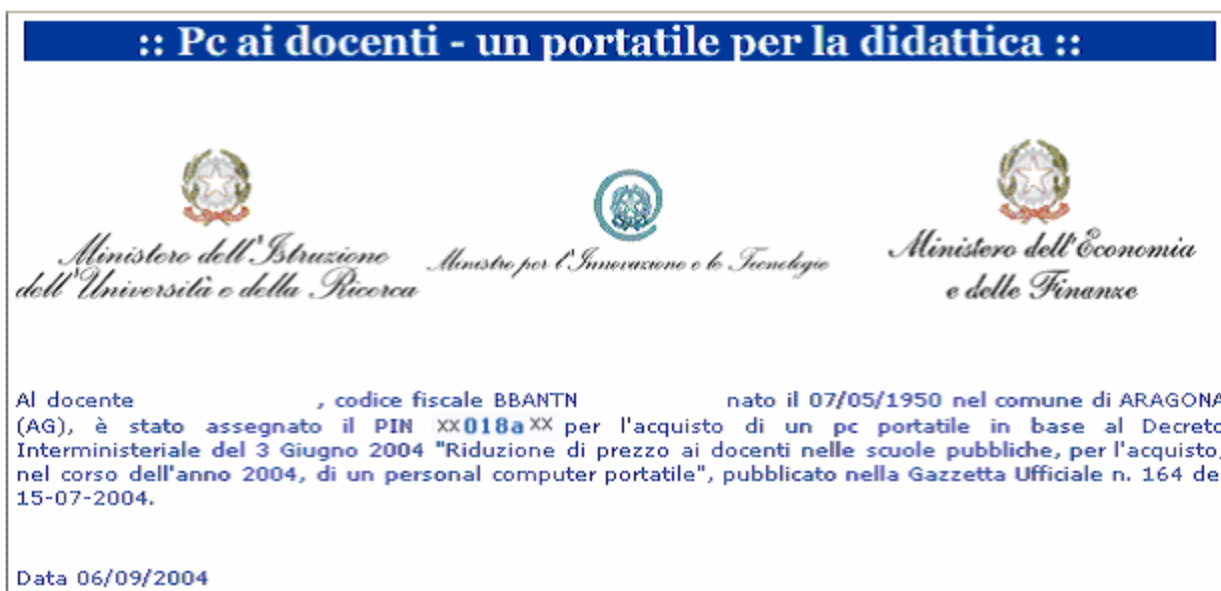 :: Pc ai docenti - un portatile per la didattica ::
Ministero dell'Istruzione
dell'Università e della Ricerca
Ministro per l'Innovazione e le Tecnologie
Ministero dell'Economia
e delle Finanze
Al docente , codice fiscale BBANTN nato il 07/05/1950 nel comune di ARAGONA
(AG), è stato assegnato il PIN xx018axx per l'acquisto di un pc portatile in base al Decreto
Interministeriale del 3 Giugno 2004 "Riduzione di prezzo ai docenti nelle scuole pubbliche, per l'acquisto,
nel corso dell'anno 2004, di un personal computer portatile", pubblicato nella Gazzetta Ufficiale n. 164 de
15-07-2004.
Data 06/09/2004